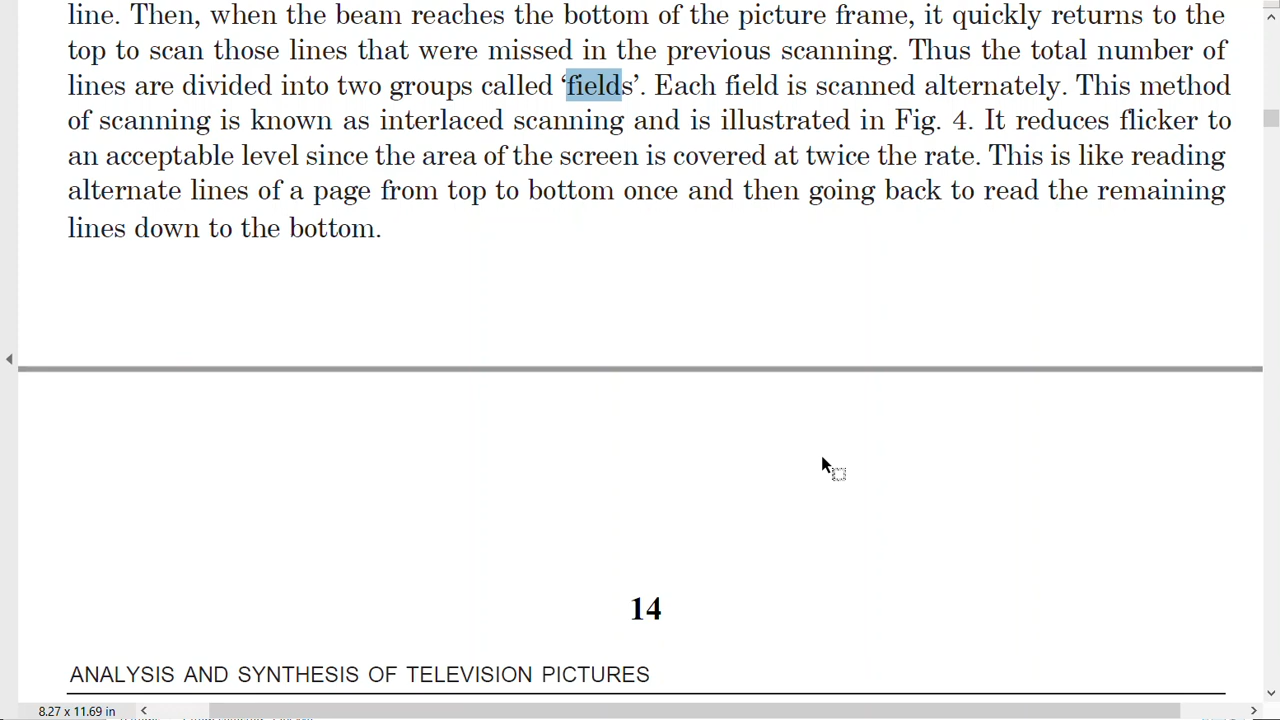 line. Then, when the beam reaches the bottom of the picture frame, it quickly returns to the
top to scan those lines that were missed in the previous scanning. Thus the total number of
lines are divided into two groups called ‘fields’. Each field is scanned alternately. This method
of scanning is known as interlaced scanning and is illustrated in Fig. 4. It reduces flicker to
an acceptable level since the area of the screen is covered at twice the rate. This is like reading
alternate lines of a page from top to bottom once and then going back to read the remaining
lines down to the bottom.
14
ANALYSIS AND SYNTHESIS OF TELEVISION PICTURES
8.27 x 11.69 in